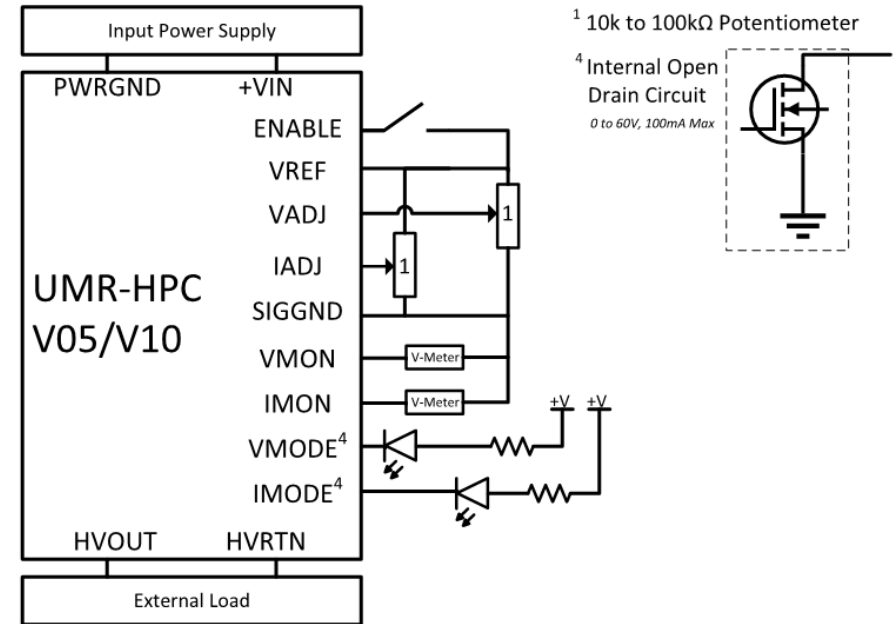 Input Power Supply
PWRGND +VIN
ENABLE
VREF
VADJ
IADJ
SIGGND
VMON
IMON
VMODE⁴
IMODE⁴
UMR-HPC
V05/V10
HVOUT HVRTN
External Load
1
1
V-Meter
V-Meter
+V +V
¹ 10k to 100kΩ Potentiometer
⁴ Internal Open
Drain Circuit
0 to 60V, 100mA Max